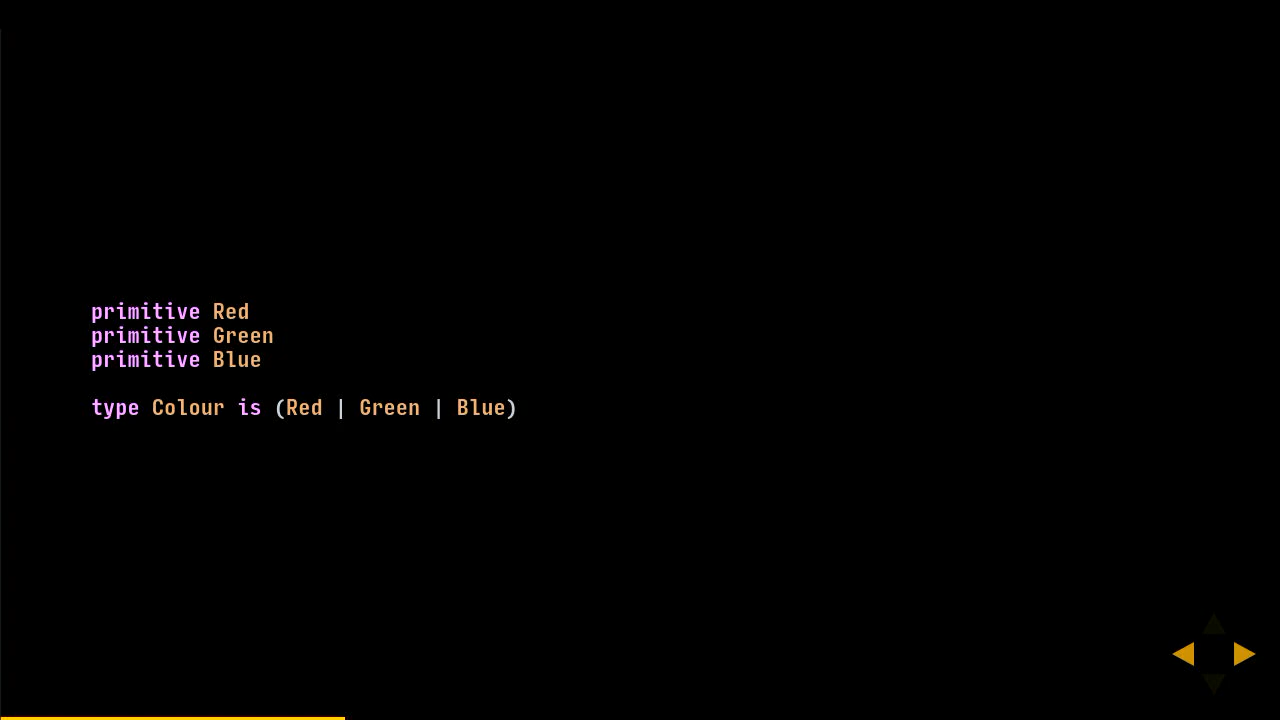 primitive Red
primitive Green
primitive Blue
type Colour is (Red | Green | Blue)